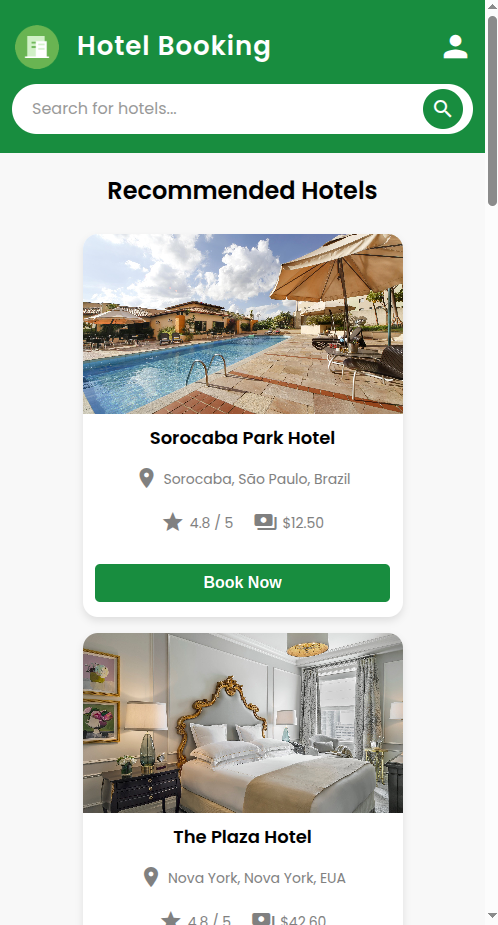 Hotel Booking
Search for hotels...
Recommended Hotels
Sorocaba Park Hotel
Sorocaba, São Paulo, Brazil
4.8 / 5 $12.50
Book Now
The Plaza Hotel
Nova York, Nova York, EUA
4.8 / 5 $42.60